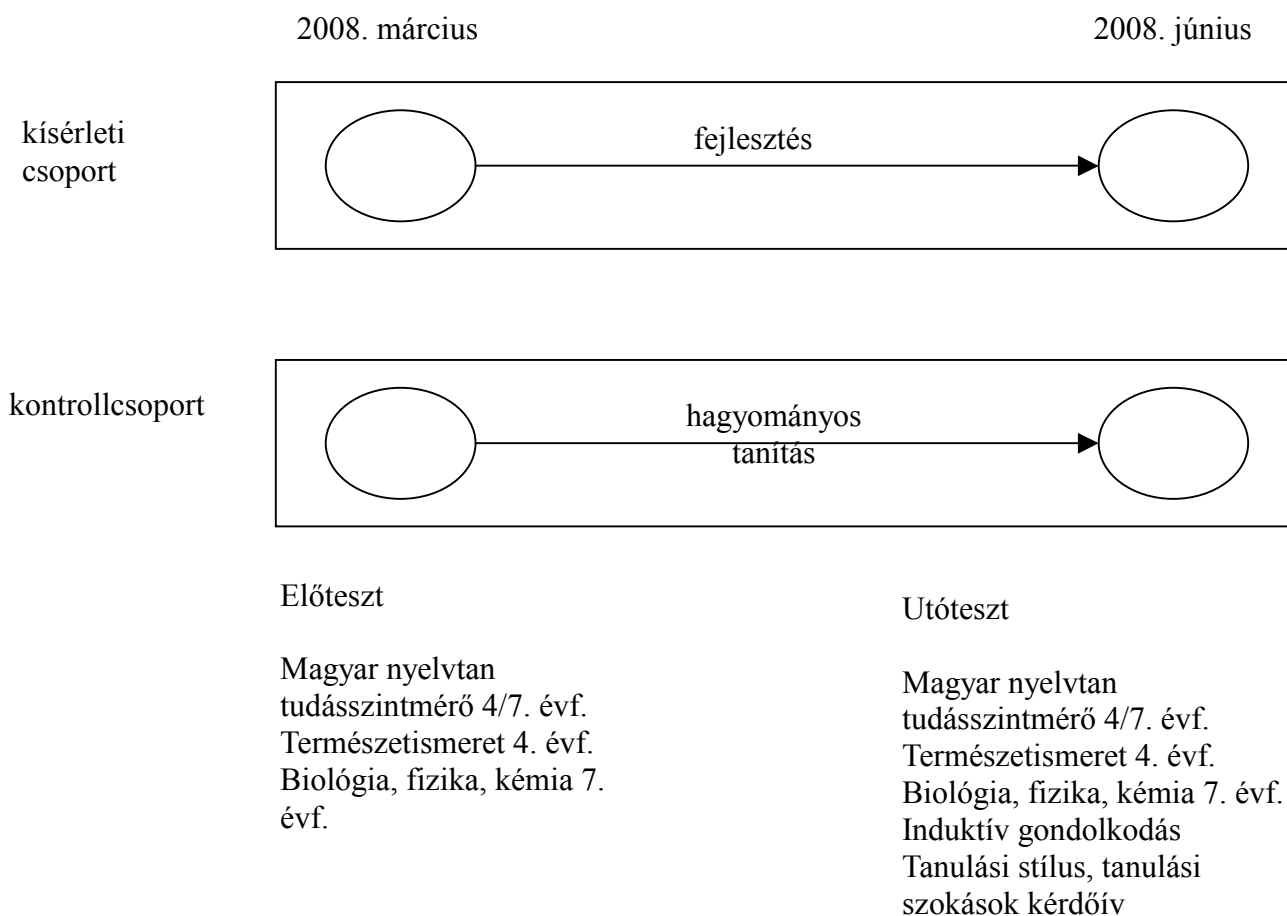 2008. március
2008. június
kísérleti
csoport
fejlesztés
kontrollcsoport
hagyományos
tanítás
Előteszt
Magyar nyelvtan
tudásszintmérő 4/7. évf.
Természetismeret 4. évf.
Biológia, fizika, kémia 7.
évf.
Utóteszt
Magyar nyelvtan
tudásszintmérő 4/7. évf.
Természetismeret 4. évf.
Biológia, fizika, kémia 7. évf.
Induktív gondolkodás
Tanulási stílus, tanulási
szokások kérdőív